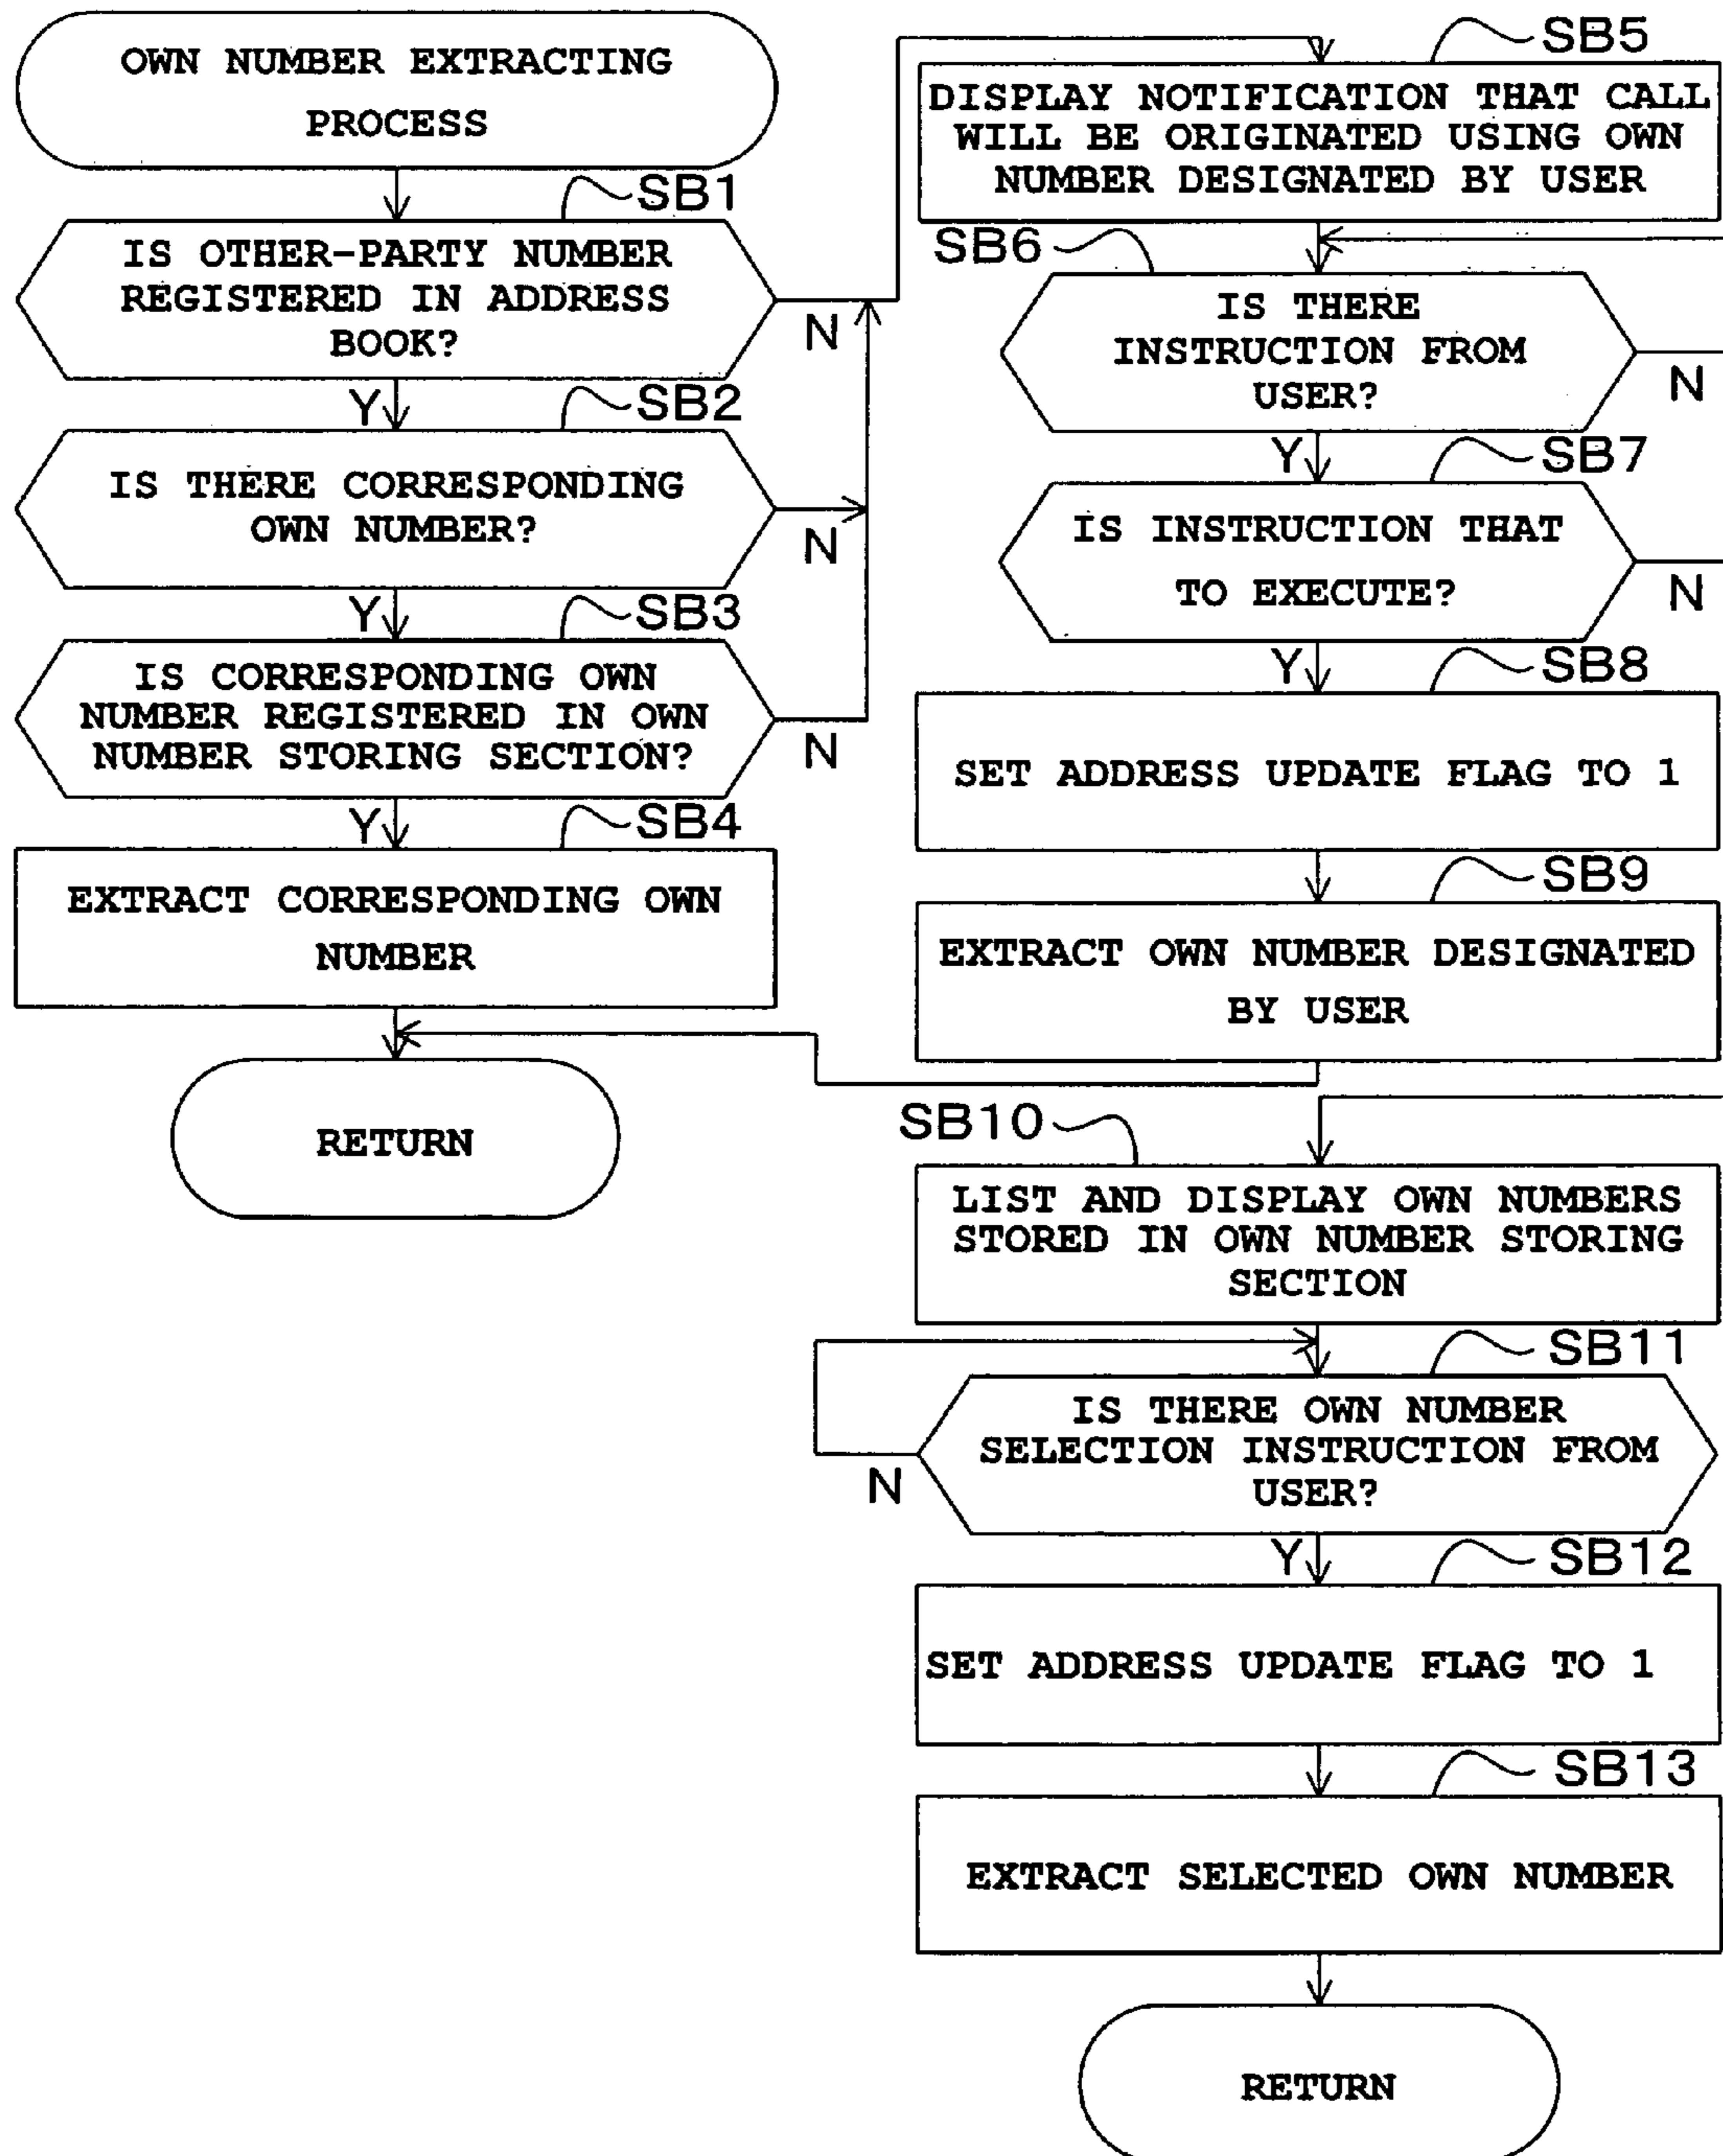 OWN NUMBER EXTRACTING
PROCESS
SB1
IS OTHER-PARTY NUMBER
REGISTERED IN ADDRESS
BOOK?
N
Y
SB2
IS THERE CORRESPONDING
OWN NUMBER?
N
Y
SB3
IS CORRESPONDING OWN
NUMBER REGISTERED IN OWN
NUMBER STORING SECTION?
N
Y
SB4
EXTRACT CORRESPONDING OWN
NUMBER
RETURN
SB5
DISPLAY NOTIFICATION THAT CALL
WILL BE ORIGINATED USING OWN
NUMBER DESIGNATED BY USER
SB6
IS THERE
INSTRUCTION FROM
USER?
N
Y
SB7
IS INSTRUCTION THAT
TO EXECUTE?
N
Y
SB8
SET ADDRESS UPDATE FLAG TO 1
SB9
EXTRACT OWN NUMBER DESIGNATED
BY USER
SB10
LIST AND DISPLAY OWN NUMBERS
STORED IN OWN NUMBER STORING
SECTION
SB11
IS THERE OWN NUMBER
SELECTION INSTRUCTION FROM
USER?
N
Y
SB12
SET ADDRESS UPDATE FLAG TO 1
SB13
EXTRACT SELECTED OWN NUMBER
RETURN